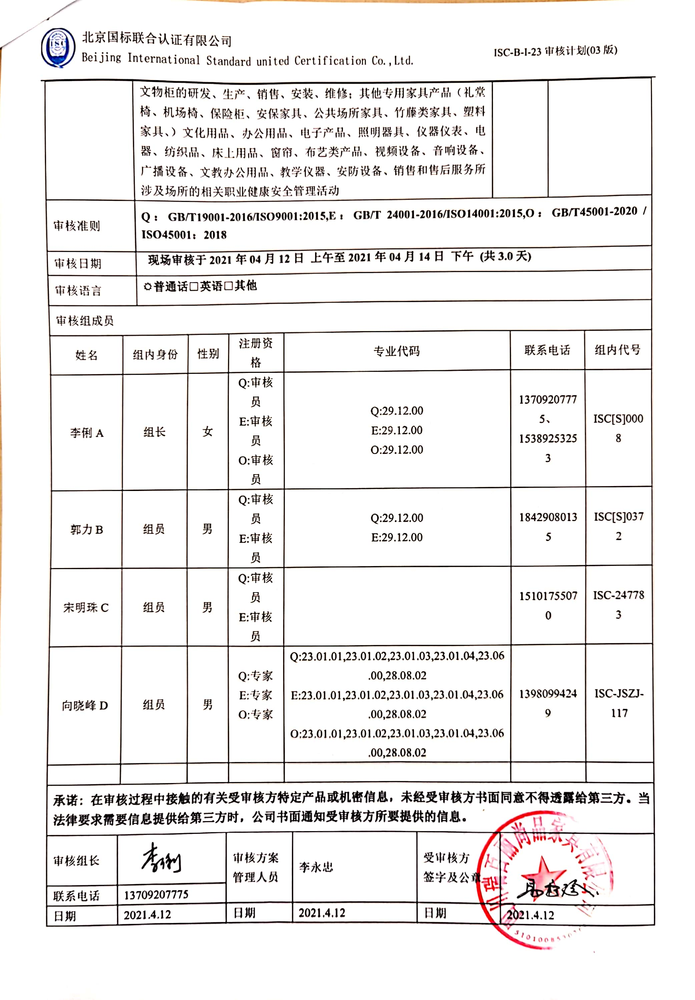 北京国标联合认证有限公司
Beijing International Standard united Certification Co.,Ltd.
ISC-B-I-23 审核计划(03 版)
文物柜的研发、生产、销售、安装、维修；其他专用家具产品（礼堂
椅、机场椅、保险柜、安保家具、公共场所家具、竹藤类家具、塑料
家具、）文化用品、办公用品、电子产品、照明器具、仪器仪表、电
器、纺织品、床上用品、窗帘、布艺类产品、视频设备、音响设备、
广播设备、文教办公用品、教学仪器、安防设备、销售和售后服务所
涉及场所的相关职业健康安全管理活动
审核准则
Q： GB/T19001-2016/ISO9001:2015,E： GB/T 24001-2016/ISO14001:2015,O： GB/T45001-2020 /
ISO45001：2018
审核日期
现场审核于 2021 年 04 月 12 日 上午至 2021 年 04 月 14 日 下午 (共 3.0 天)
审核语言
☼普通话□英语□其他
审核组成员
姓名 组内身份 性别 注册资 专业代码 联系电话 组内代号
格
李俐 A
组长
女
Q:审核
员
E:审核
员
O:审核
员
Q:29.12.00
E:29.12.00
O:29.12.00
1370920777
5、
1538925325
3
ISC[S]000
8
郭力 B
组员
男
Q:审核
员
E:审核
员
Q:29.12.00
E:29.12.00
1842908013
5
ISC[S]037
2
宋明珠 C
组员
男
Q:审核
员
E:审核
员
1510175507
0
ISC-24778
3
向晓峰 D
组员
男
Q:专家
E:专家
O:专家
Q:23.01.01,23.01.02,23.01.03,23.01.04,23.06
.00,28.08.02
E:23.01.01,23.01.02,23.01.03,23.01.04,23.06
.00,28.08.02
O:23.01.01,23.01.02,23.01.03,23.01.04,23.06
.00,28.08.02
1398099424
9
ISC-JSZJ-
117
承诺：在审核过程中接触的有关受审核方特定产品或机密信息，未经受审核方书面同意不得透露给第三方。当
法律要求需要信息提供给第三方时，公司书面通知受审核方所要提供的信息。
审核组长
李俐
审核方案
管理人员
李永忠
受审核方
签字及公章
联系电话
13709207775
日期
2021.4.12
日期
2021.4.12
日期
2021.4.12